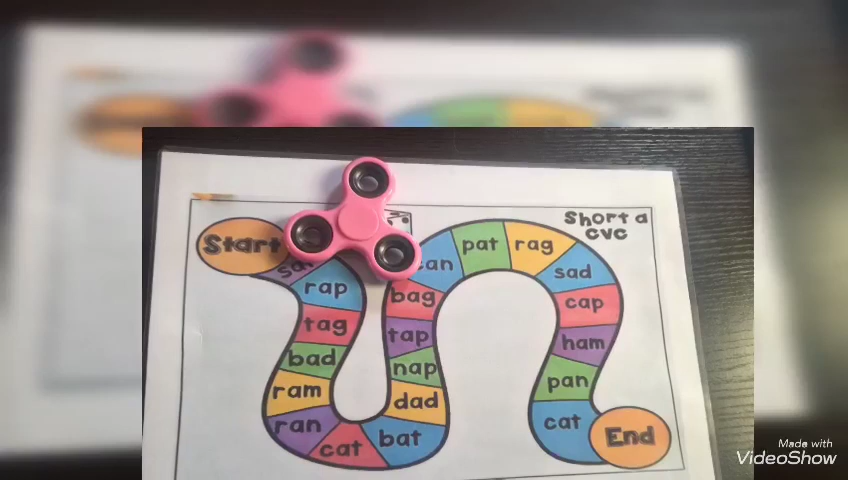 Short a
cvc
Start
rap
tag
bad
ram
ran
cat
bat
dad
nap
tap
bag
pat
rag
sad
cap
ham
pan
cat
End
Made with
VideoShow